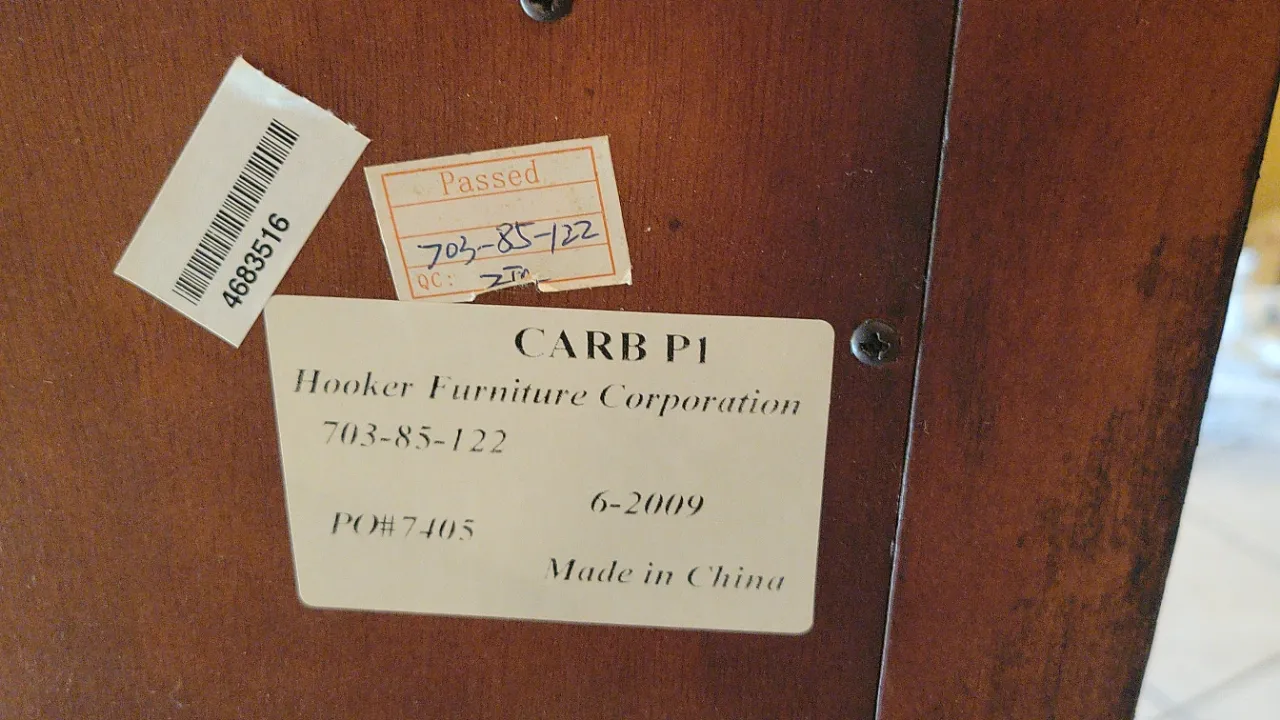 4683516
Passed
703-85-122
QC:
CARB P1
Hooker Furniture Corporation
703-85-122
6-2009
PO#7405
Made in China